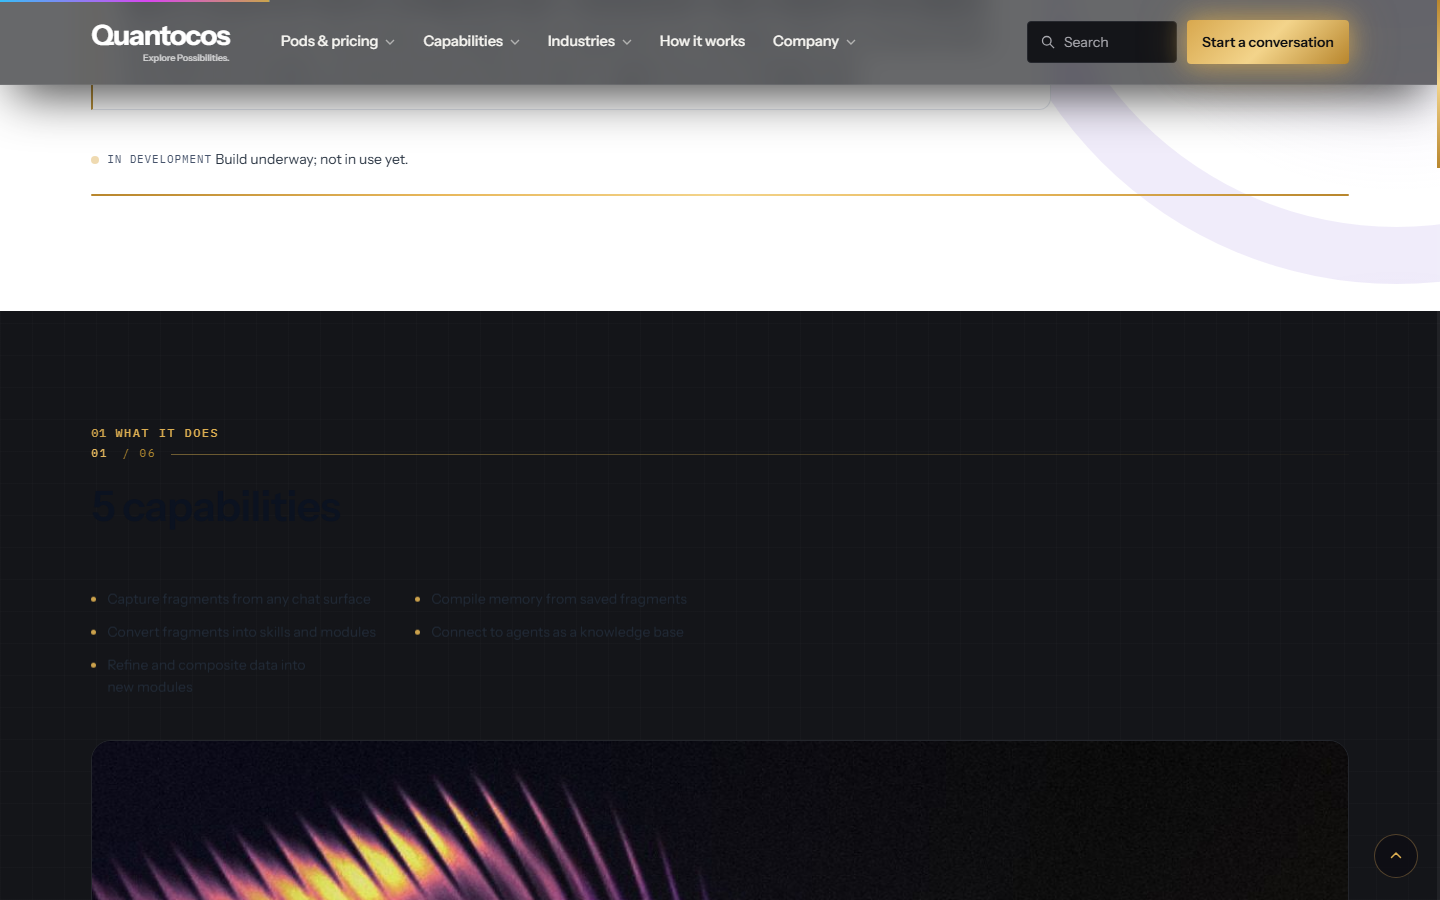 Quantocos
Explore Possibilities.
Pods & pricing
Capabilities
Industries
How it works
Company
Search
Start a conversation
IN DEVELOPMENT Build underway; not in use yet.
01 WHAT IT DOES
01 / 06
5 capabilities
Capture fragments from any chat surface
Compile memory from saved fragments
Convert fragments into skills and modules
Connect to agents as a knowledge base
Refine and composite data into
new modules